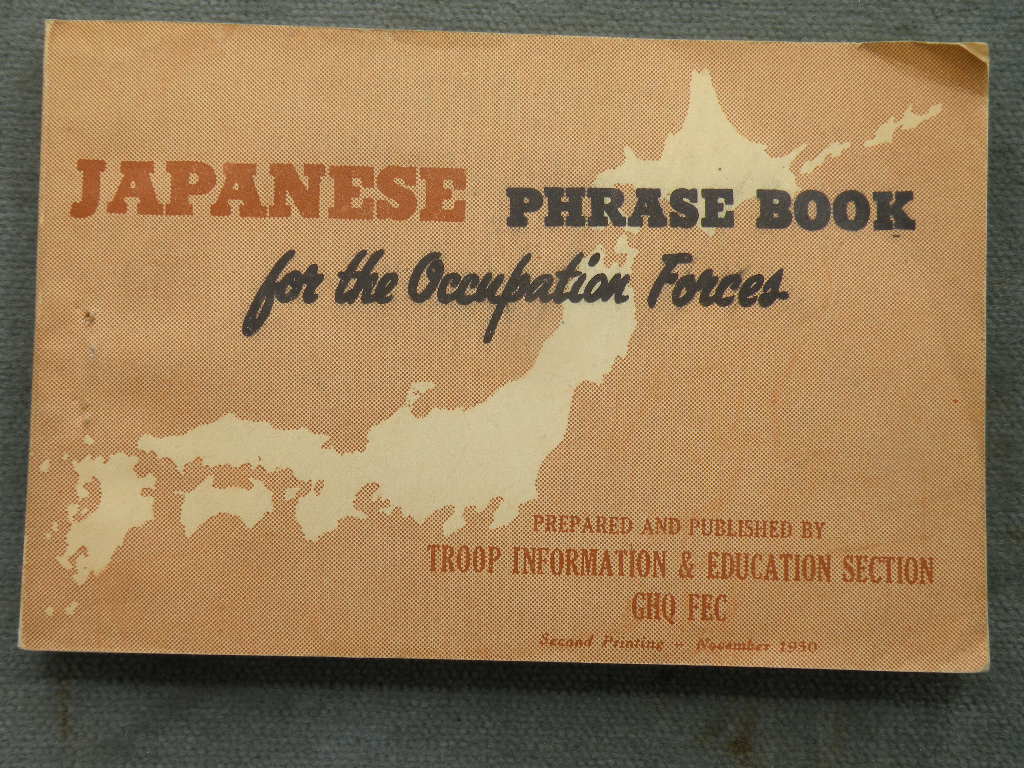 JAPANESE PHRASE BOOK
for the Occupation Forces
PREPARED AND PUBLISHED BY
TROOP INFORMATION & EDUCATION SECTION
GHQ FEC
Second Printing - November 1950